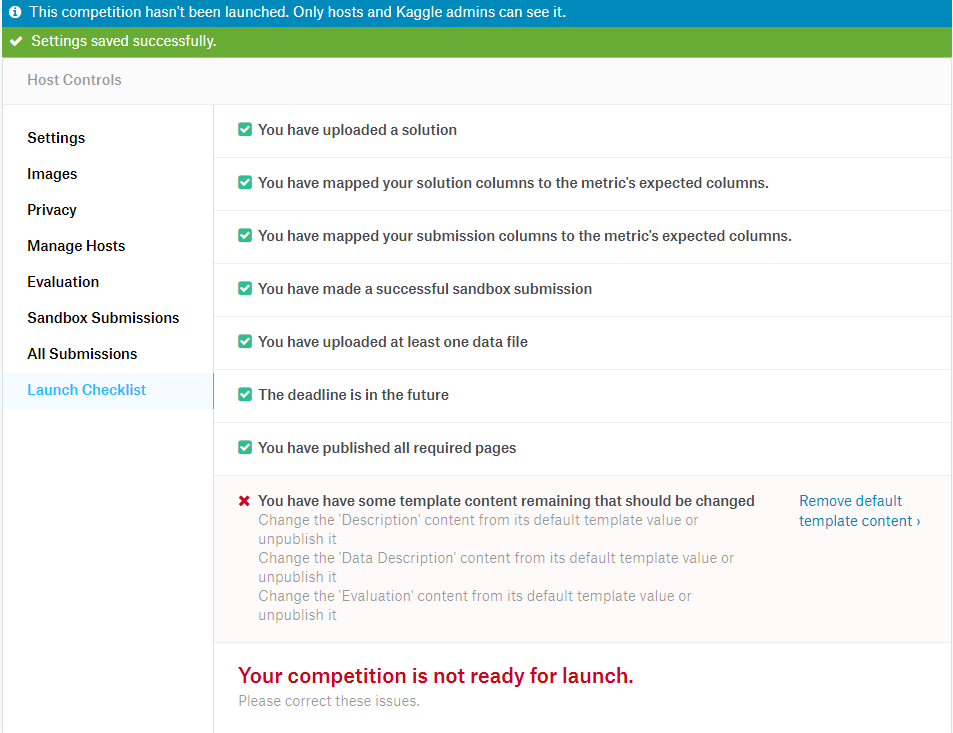 This competition hasn't been launched. Only hosts and Kaggle admins can see it.
Settings saved successfully.
Host Controls
Settings
Images
Privacy
Manage Hosts
Evaluation
Sandbox Submissions
All Submissions
Launch Checklist
You have uploaded a solution
You have mapped your solution columns to the metric's expected columns.
You have mapped your submission columns to the metric's expected columns.
You have made a successful sandbox submission
You have uploaded at least one data file
The deadline is in the future
You have published all required pages
You have have some template content remaining that should be changed
Change the 'Description' content from its default template value or
unpublish it
Change the 'Data Description' content from its default template value or
unpublish it
Change the 'Evaluation' content from its default template value or
unpublish it
Remove default
template content ›
Your competition is not ready for launch.
Please correct these issues.